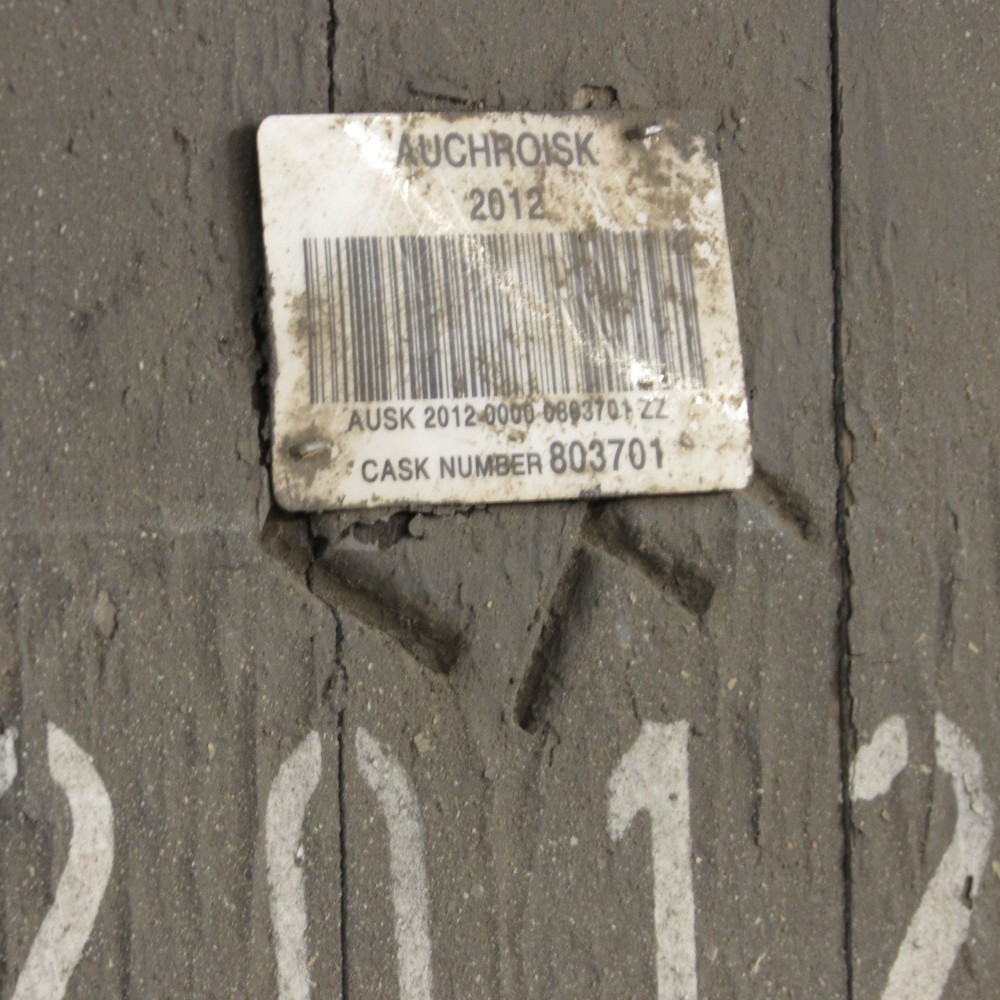 AUCHROISK
2012
AUSK 2012 0000 0803701 ZZ
CASK NUMBER 803701
2012